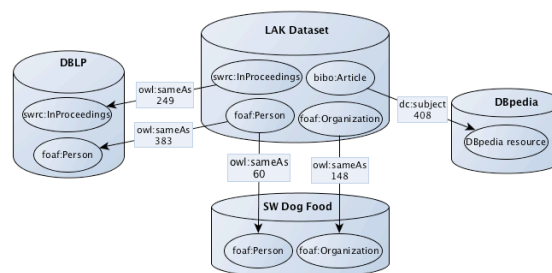 LAK Dataset
DBLP
owl:sameAs
249
swrc:InProceedings
bibo:Article
swrc:InProceedings
owl:sameAs
383
foaf:Person
foaf:Organization
dc:subject
408
DBpedia
DBpedia resource
foaf:Person
owl:sameAs
60
owl:sameAs
148
SW Dog Food
foaf:Person
foaf:Organization